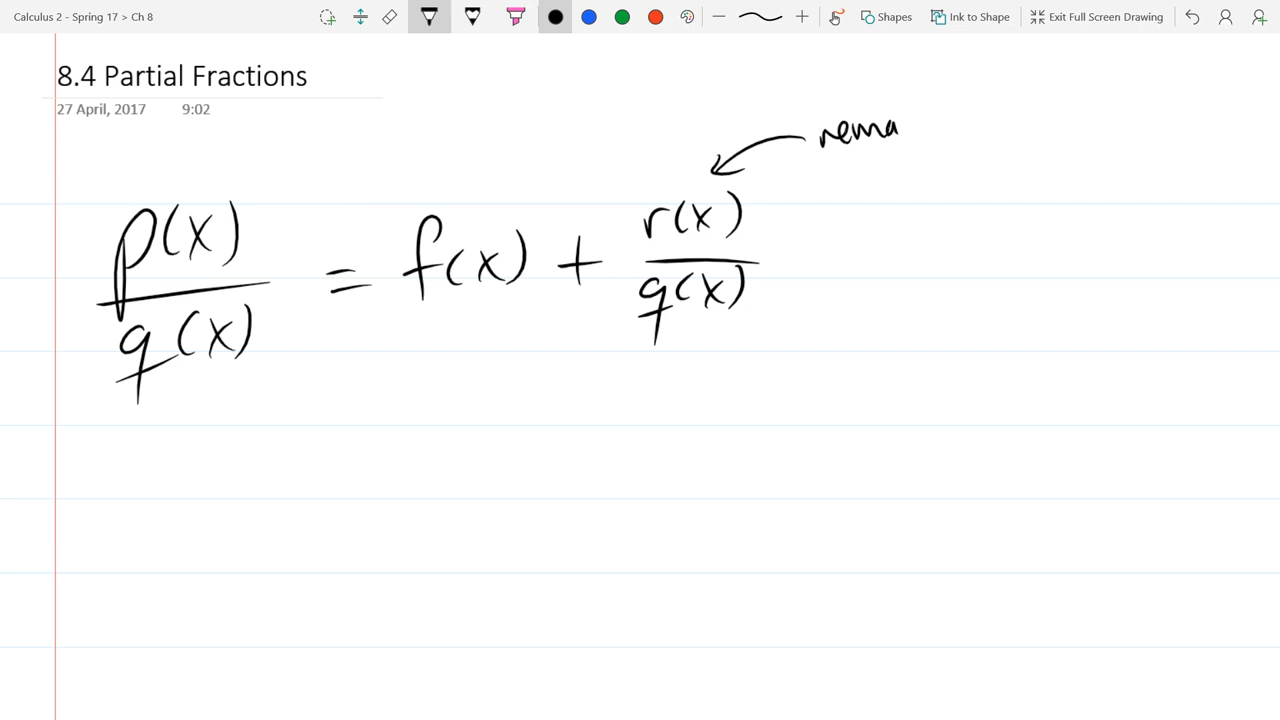 Calculus 2 - Spring 17 > Ch 8
Shapes
Ink to Shape
Exit Full Screen Drawing
8.4 Partial Fractions
27 April, 2017 9:02
rema
p(x)/q(x) = f(x) + r(x)/q(x)